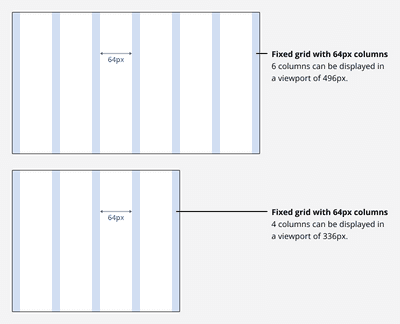 64px
Fixed grid with 64px columns
6 columns can be displayed in
a viewport of 496px.
64px
Fixed grid with 64px columns
4 columns can be displayed in
a viewport of 336px.